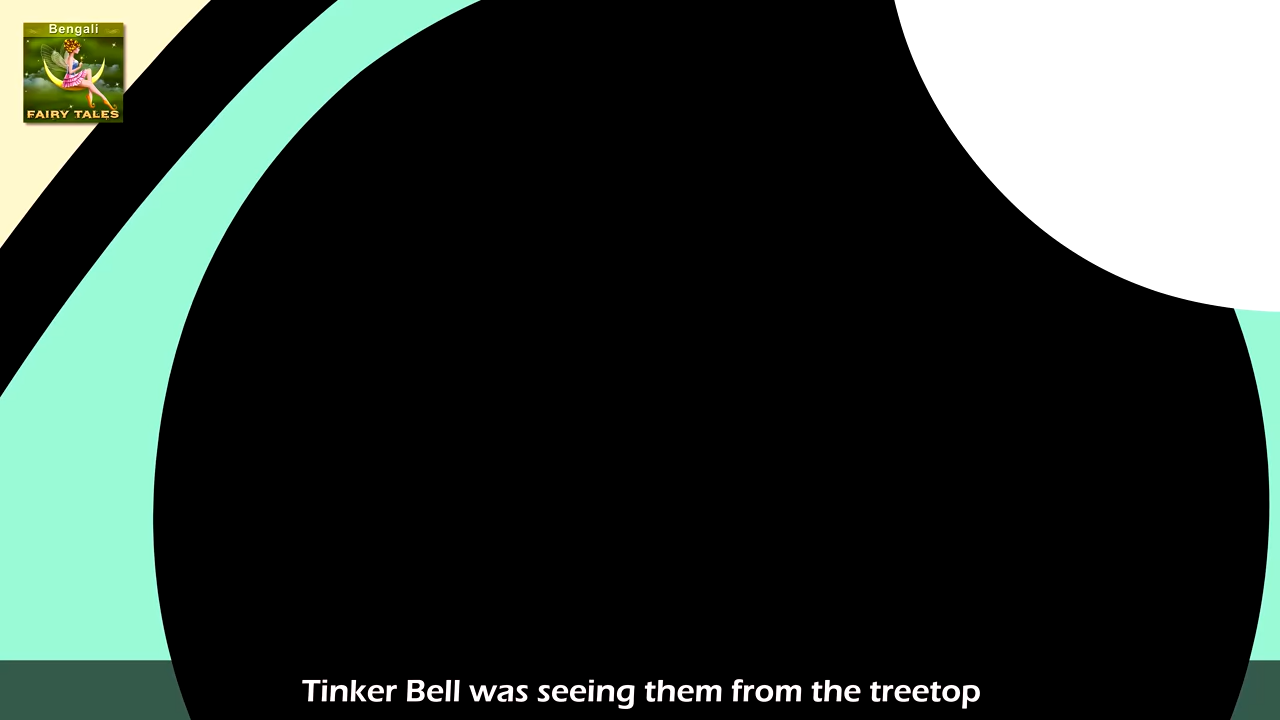 Bengali
FAIRY TALES
Tinker Bell was seeing them from the treetop